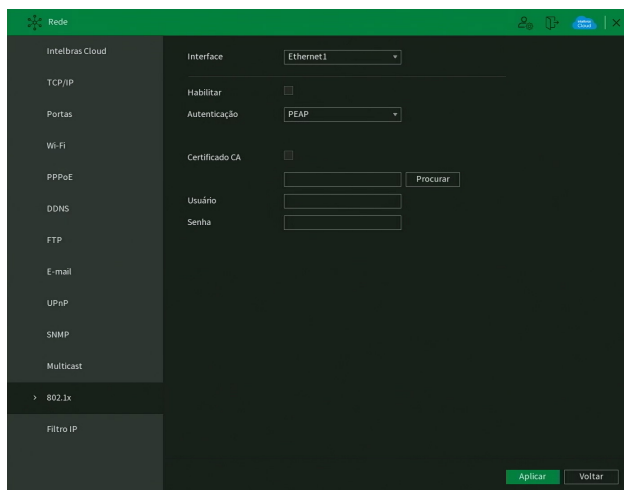 Rede
Intelbras Cloud
TCP/IP
Portas
Wi-Fi
PPPoE
DDNS
FTP
E-mail
UPnP
SNMP
Multicast
> 802.1x
Filtro IP
Interface Ethernet1
Habilitar
Autenticação PEAP
Certificado CA
Procurar
Usuário
Senha
Aplicar Voltar